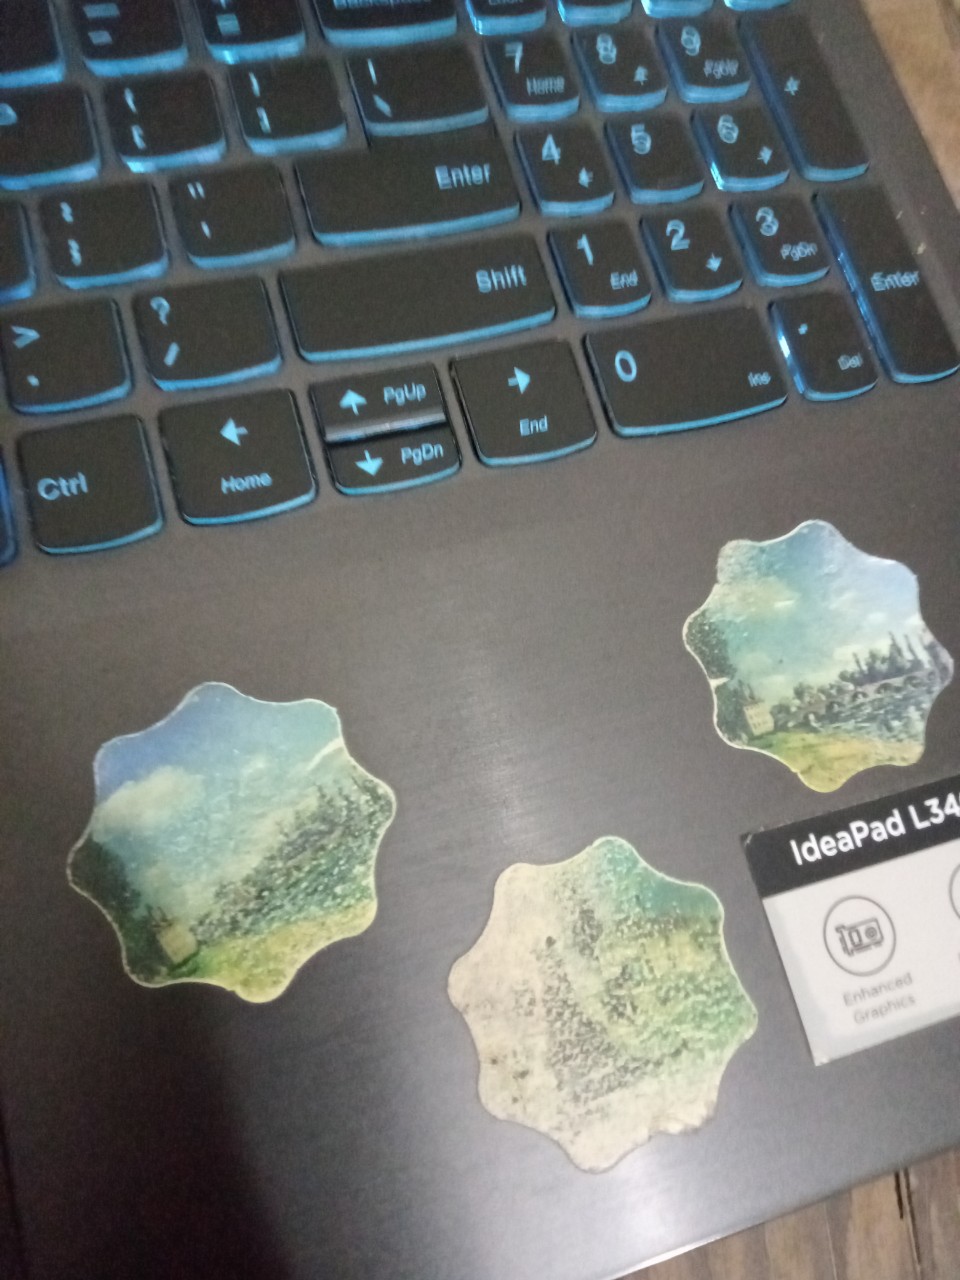 7 Home
8
9 PgUp
Enter
4
5
6
Shift
1 End
2
3 PgDn
Enter
PgUp
0 Ins
. Del
Ctrl
Home
PgDn
End
IdeaPad L34
Enhanced
Graphics